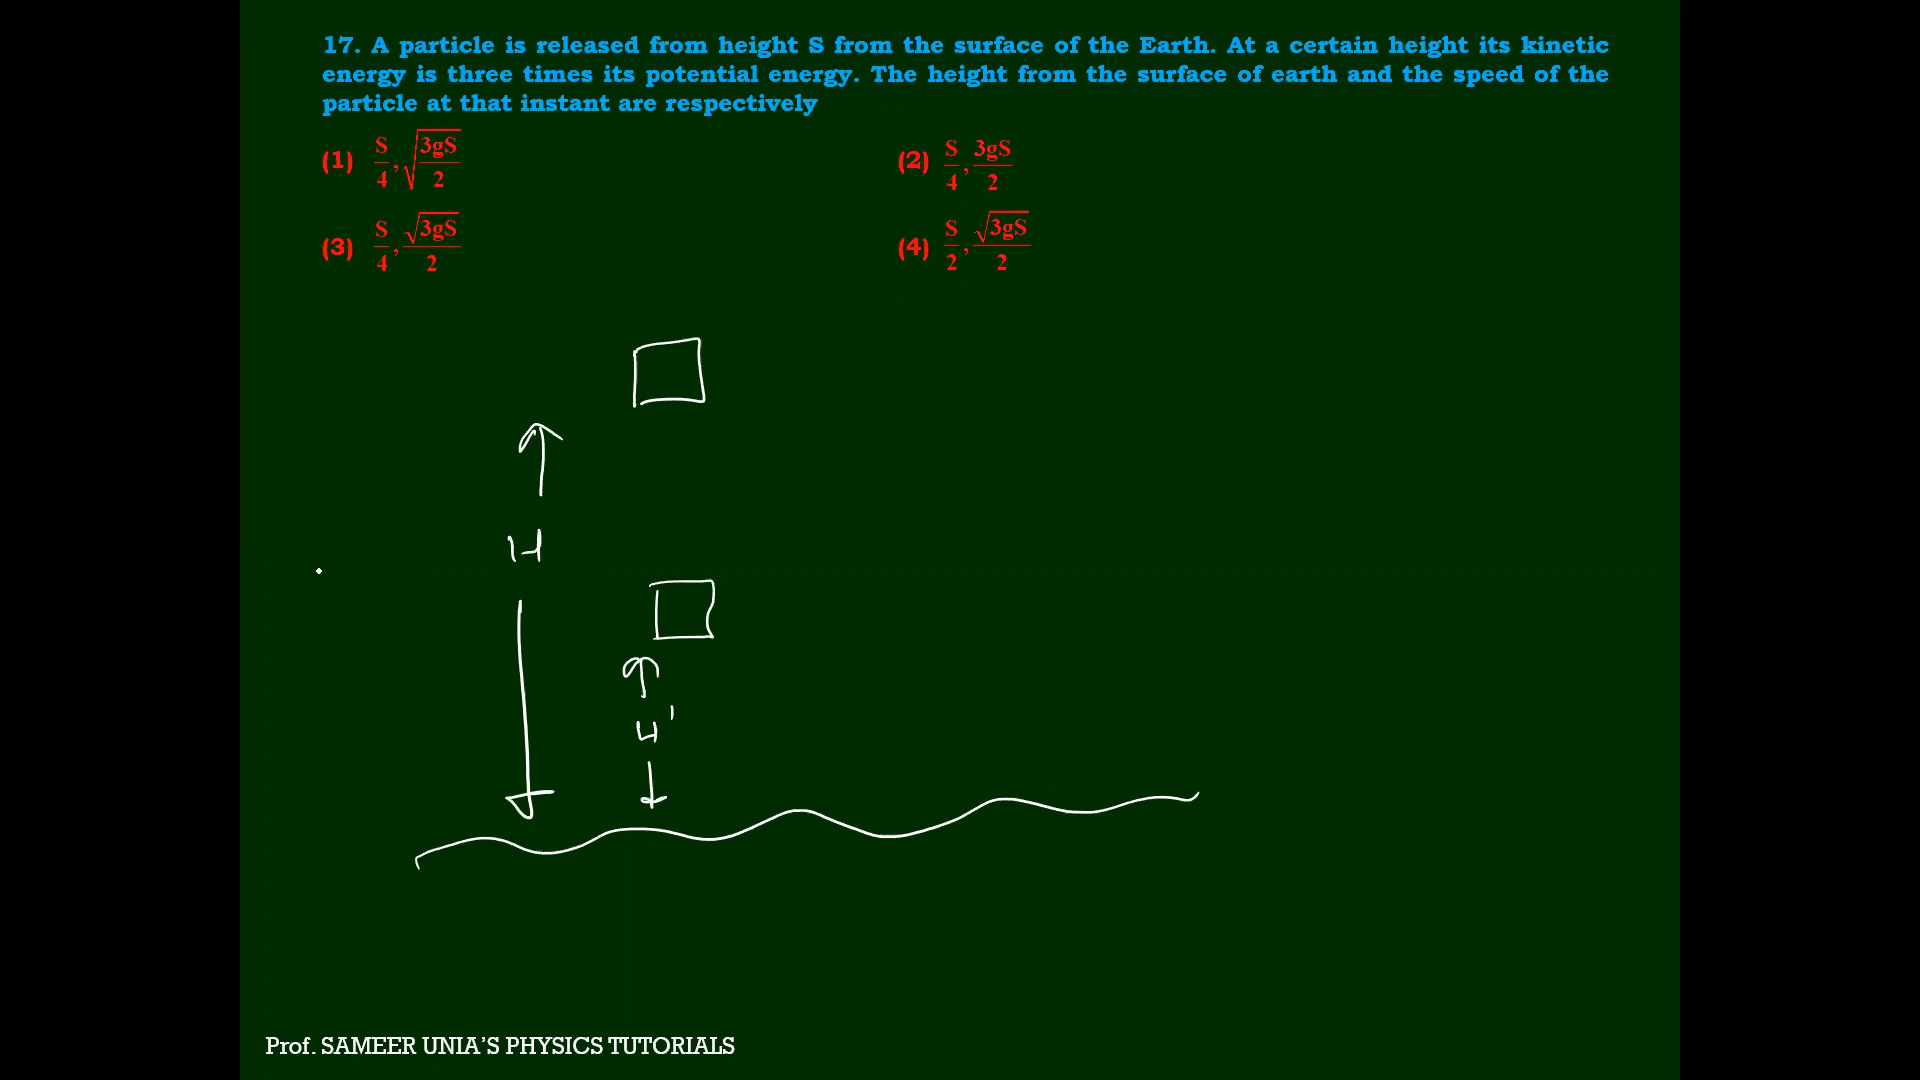 17. A particle is released from height S from the surface of the Earth. At a certain height its kinetic
energy is three times its potential energy. The height from the surface of earth and the speed of the
particle at that instant are respectively
(1) S/4, √(3gS/2)
(2) S/4, 3gS/2
(3) S/4, √3gS/2
(4) S/2, √3gS/2
H
H'
Prof. SAMEER UNIA'S PHYSICS TUTORIALS